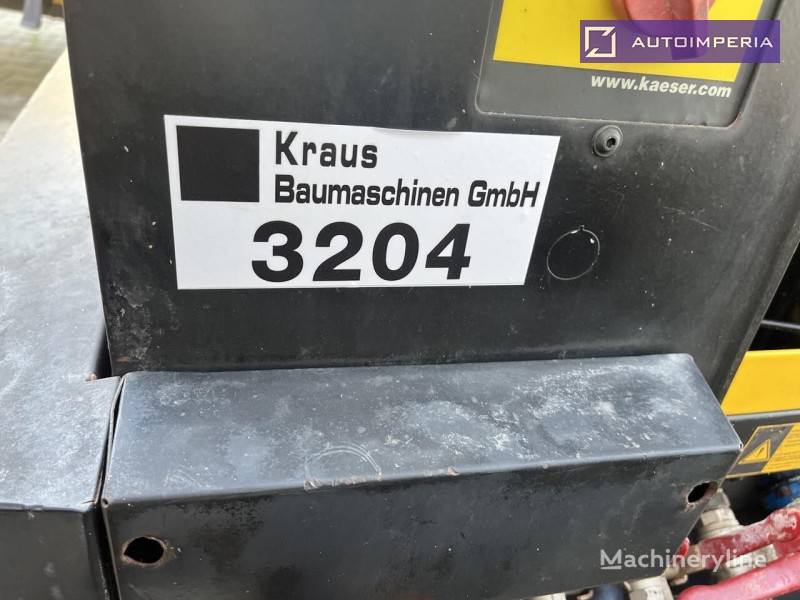 AUTOIMPERIA
www.kaeser.com
Kraus
Baumaschinen GmbH
3204
Machineryline